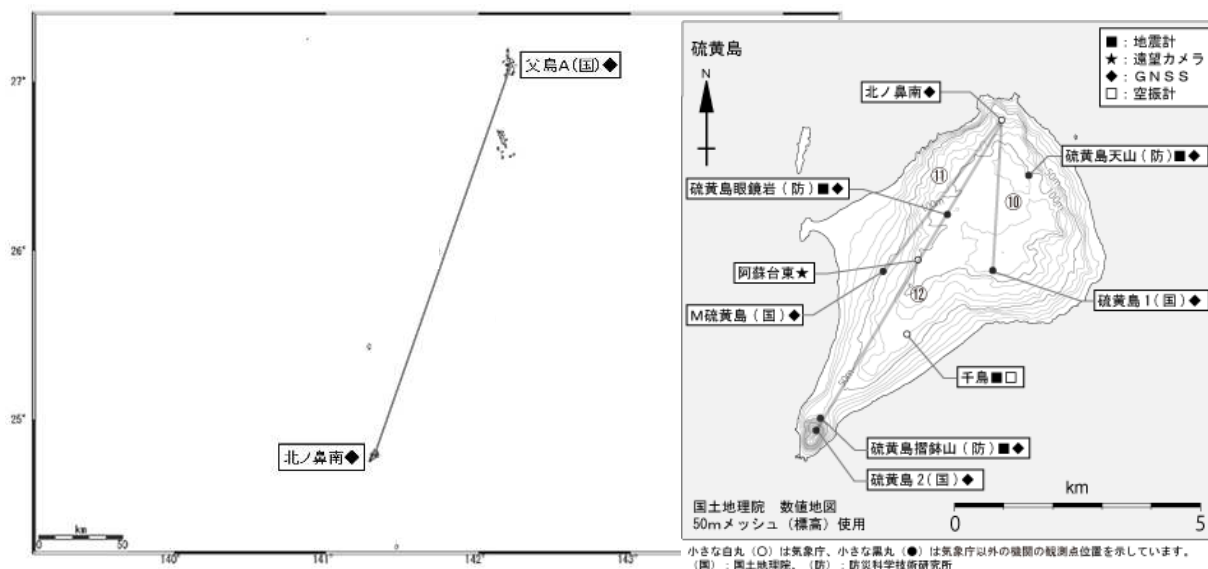 27°
26°
25°
140°
141°
142°
143°
父島A(国)◆
北ノ鼻南◆
km
0
50
硫黄島
N
■:地震計
★:遠望カメラ
◆:GNSS
□:空振計
北ノ鼻南◆
硫黄島天山(防)■◆
硫黄島眼鏡岩(防)■◆
⑪
⑩
100m
50m
100m
阿蘇台東★
⑫
M硫黄島(国)◆
硫黄島1(国)◆
千鳥■□
50m
硫黄島摺鉢山(防)■◆
硫黄島2(国)◆
国土地理院 数値地図
50mメッシュ(標高)使用
km
0
5
小さな白丸(○)は気象庁、小さな黒丸(●)は気象庁以外の機関の観測点位置を示しています。
(国):国土地理院、(防):防災科学技術研究所